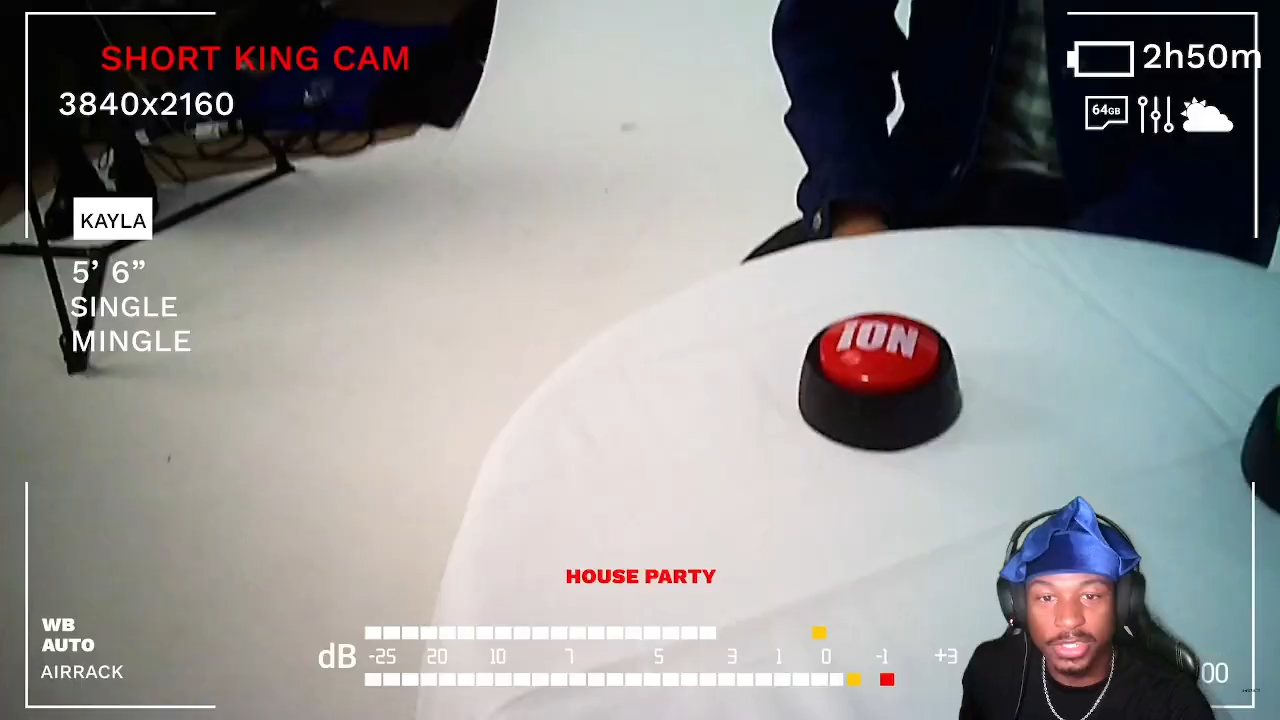 SHORT KING CAM
3840x2160
2h50m
64GB
KAYLA
5’ 6”
SINGLE
MINGLE
ION
HOUSE PARTY
WB
AUTO
AIRRACK
dB -25 20 10 7 5 3 1 0 -1 +3
00